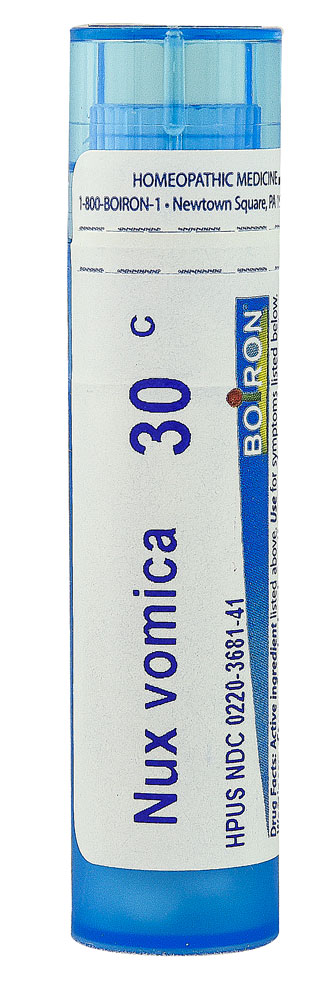 HOMEOPATHIC MEDICINE
1-800-BOIRON-1 • Newtown Square, PA
Nux vomica 30 C
BOIRON
HPUS NDC 0220-3681-41
Drug Facts: Active ingredient listed above. Use for symptoms listed below.